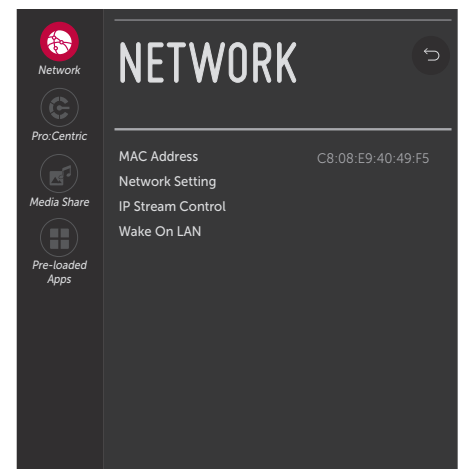 Network
Pro:Centric
Media Share
Pre-loaded
Apps
NETWORK
MAC Address C8:08:E9:40:49:F5
Network Setting
IP Stream Control
Wake On LAN